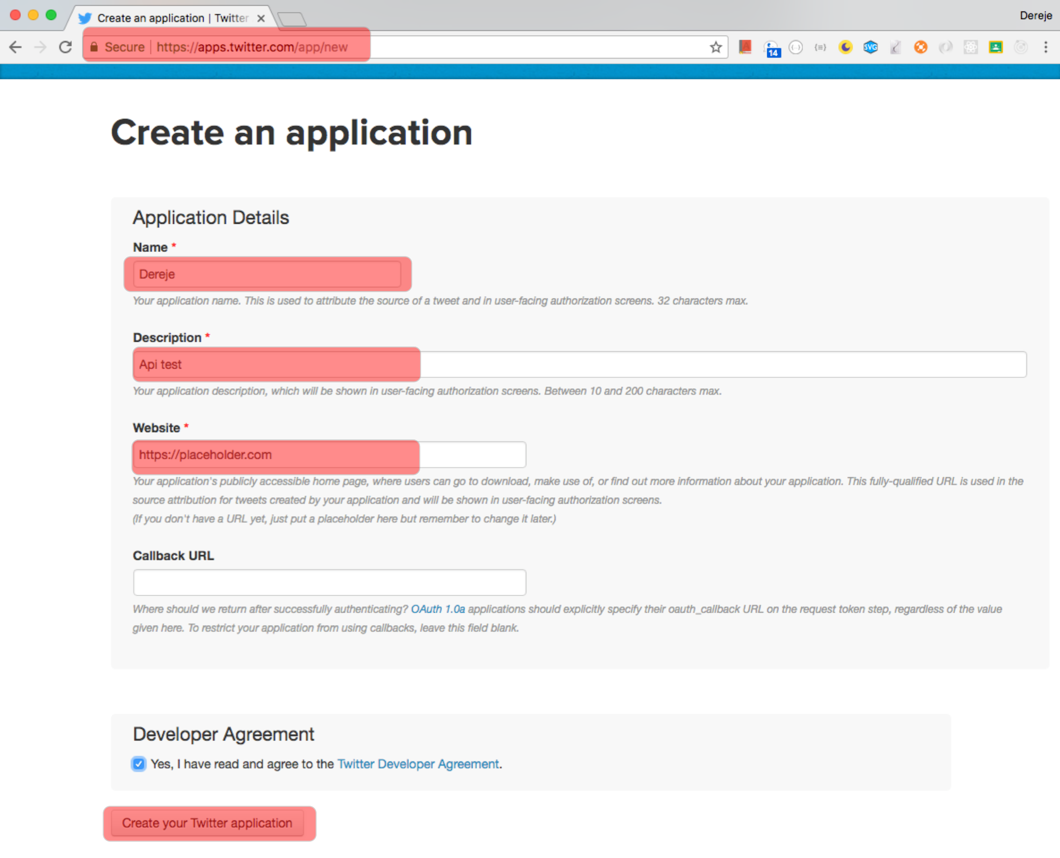 Create an application | Twitter
Dereje
Secure | https://apps.twitter.com/app/new
14
SVG
Create an application
Application Details
Name *
Dereje
Your application name. This is used to attribute the source of a tweet and in user-facing authorization screens. 32 characters max.
Description *
Api test
Your application description, which will be shown in user-facing authorization screens. Between 10 and 200 characters max.
Website *
https://placeholder.com
Your application's publicly accessible home page, where users can go to download, make use of, or find out more information about your application. This fully-qualified URL is used in the
source attribution for tweets created by your application and will be shown in user-facing authorization screens.
(If you don't have a URL yet, just put a placeholder here but remember to change it later.)
Callback URL
Where should we return after successfully authenticating? OAuth 1.0a applications should explicitly specify their oauth_callback URL on the request token step, regardless of the value
given here. To restrict your application from using callbacks, leave this field blank.
Developer Agreement
Yes, I have read and agree to the Twitter Developer Agreement.
Create your Twitter application